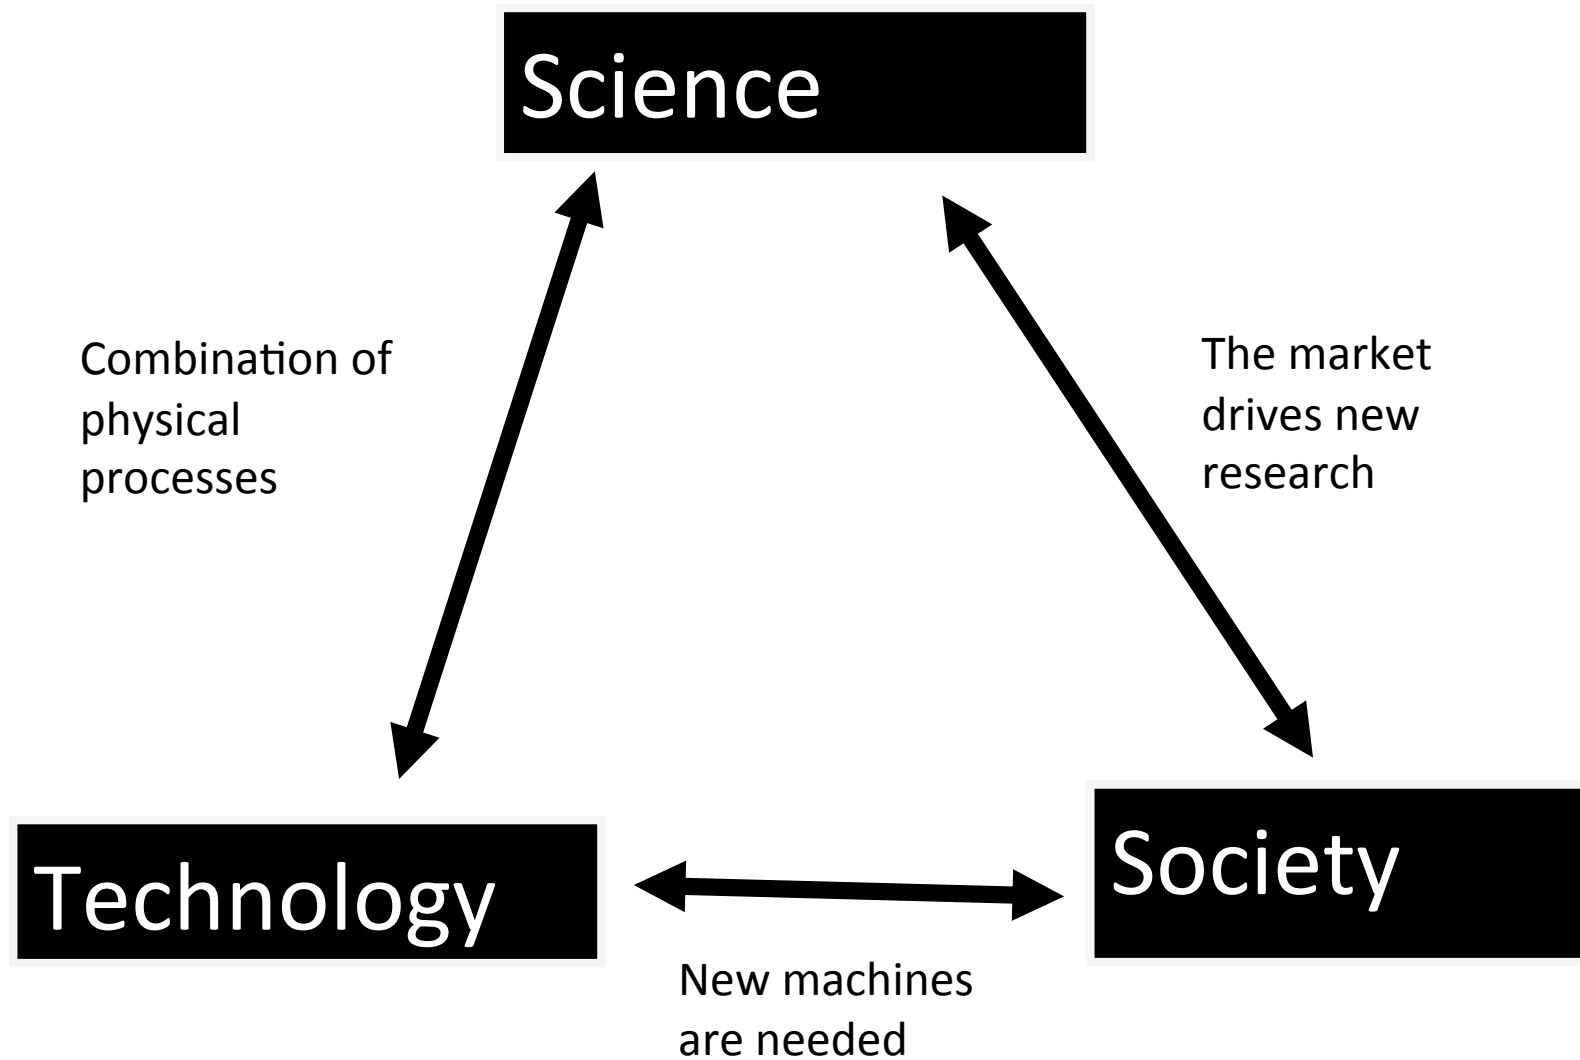 Science
Combination of
physical
processes
The market
drives new
research
Technology
Society
New machines
are needed